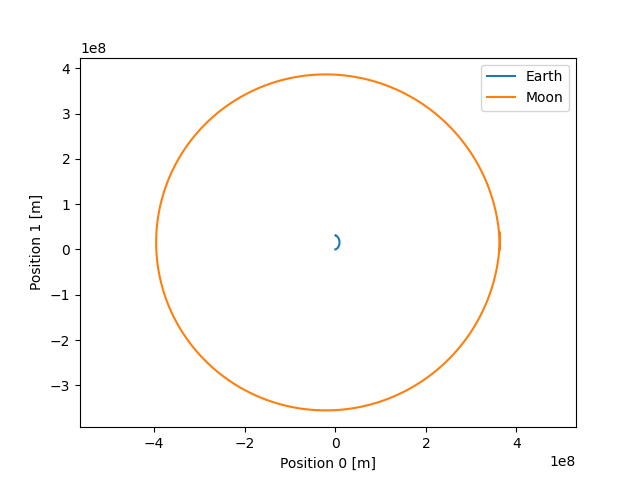 1e8
Earth
Moon
4
3
2
1
0
−1
−2
−3
Position 1 [m]
−4
−2
0
2
4
Position 0 [m]
1e8